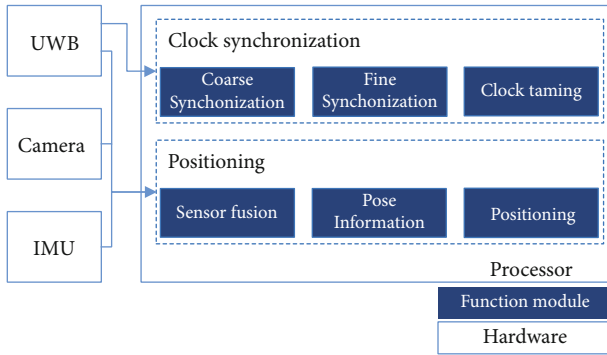 UWB
Camera
IMU
Clock synchronization
Coarse
Synchonization
Fine
Synchonization
Clock taming
Positioning
Sensor fusion
Pose
Information
Positioning
Processor
Function module
Hardware